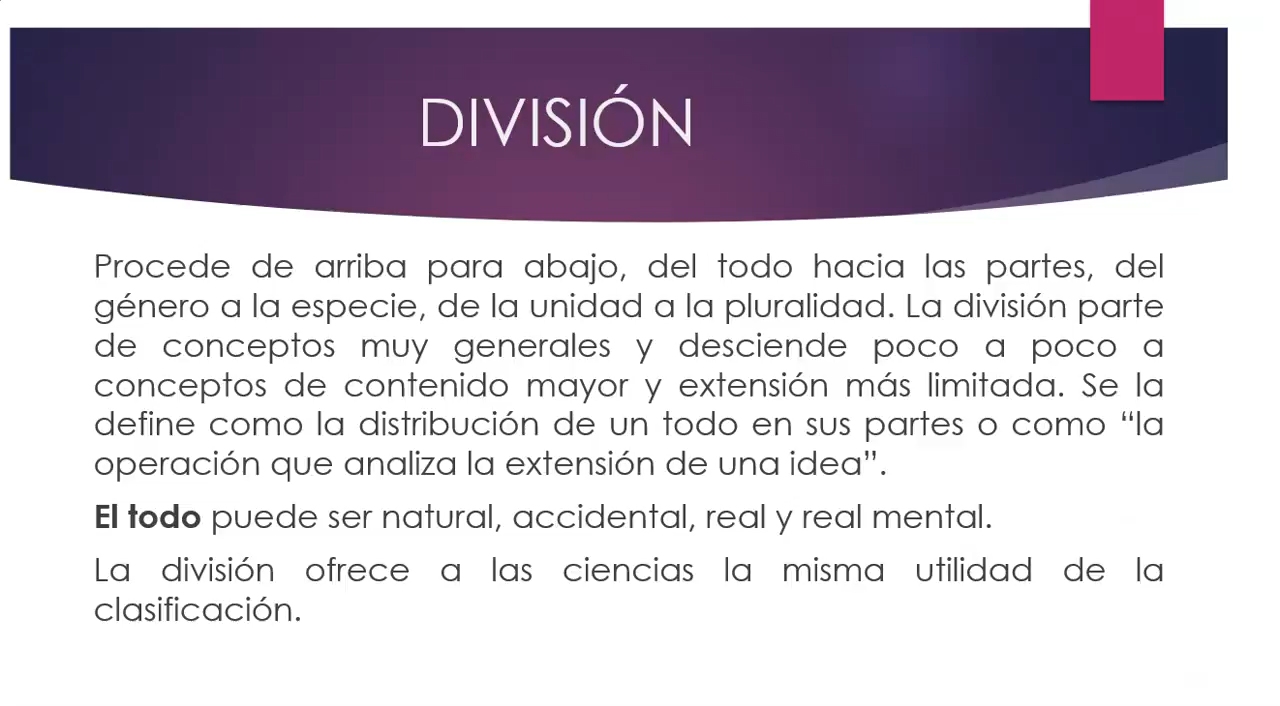 DIVISIÓN
Procede de arriba para abajo, del todo hacia las partes, del
género a la especie, de la unidad a la pluralidad. La división parte
de conceptos muy generales y desciende poco a poco a
conceptos de contenido mayor y extensión más limitada. Se la
define como la distribución de un todo en sus partes o como “la
operación que analiza la extensión de una idea”.
El todo puede ser natural, accidental, real y real mental.
La división ofrece a las ciencias la misma utilidad de la
clasificación.